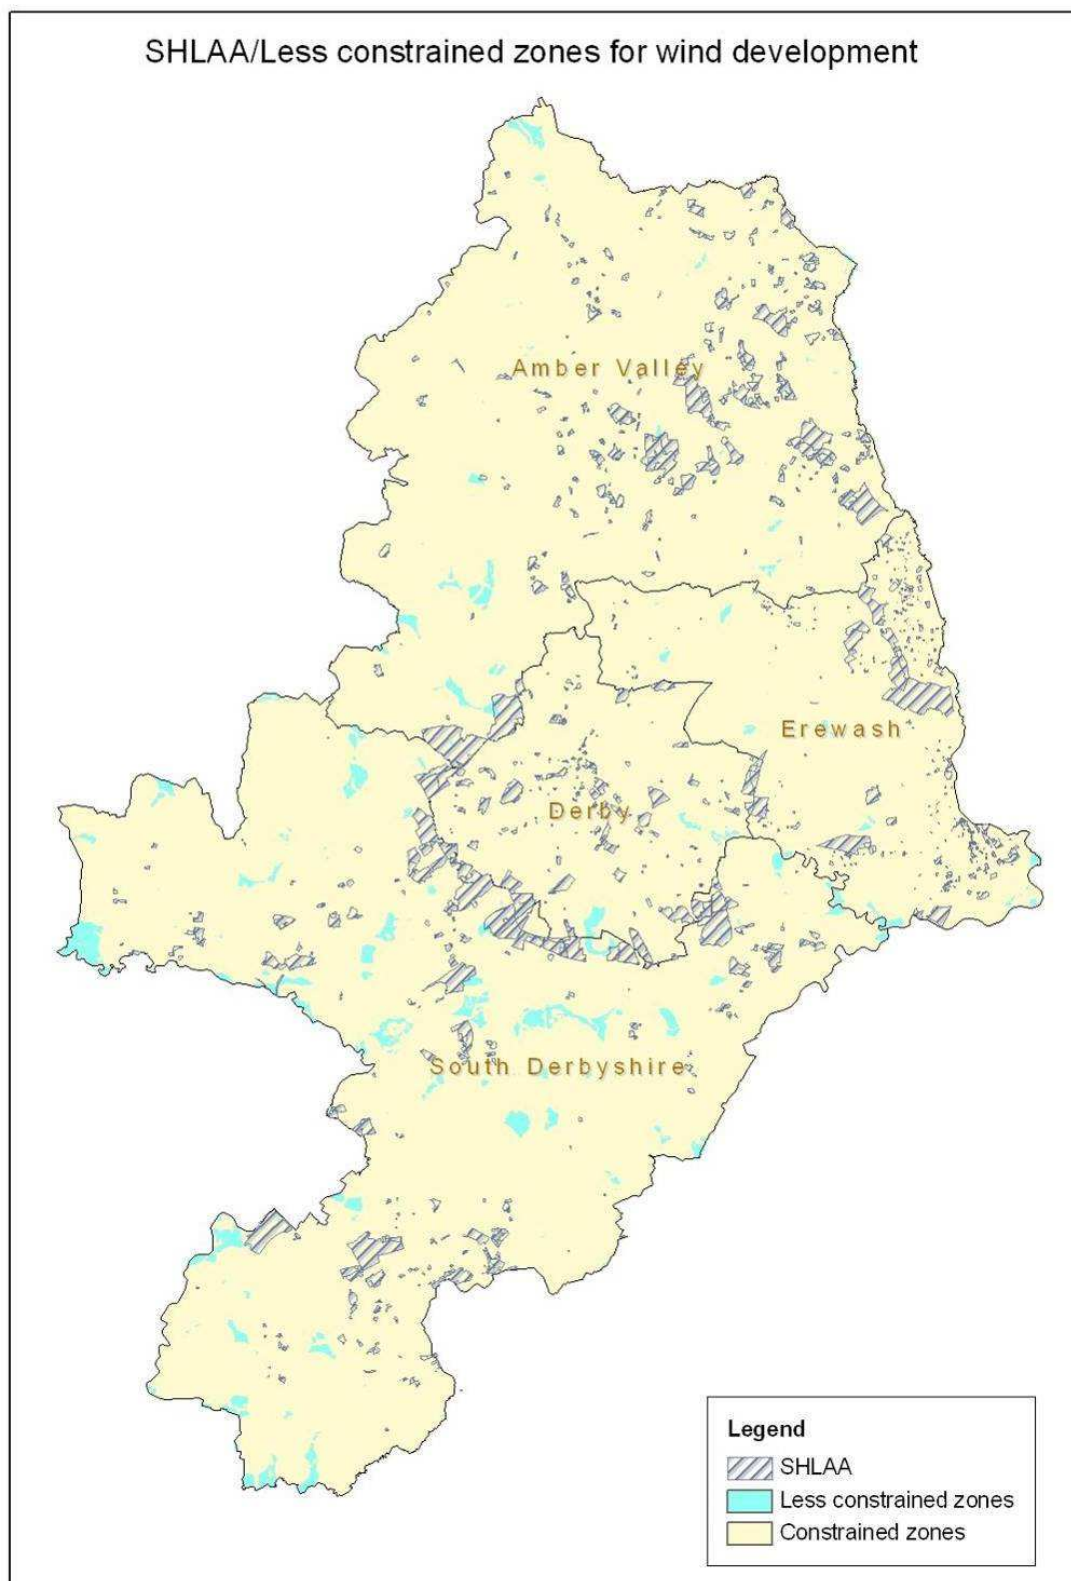 SHLAA/Less constrained zones for wind development
Amber Valley
Erewash
Derby
South Derbyshire
Legend
SHLAA
Less constrained zones
Constrained zones